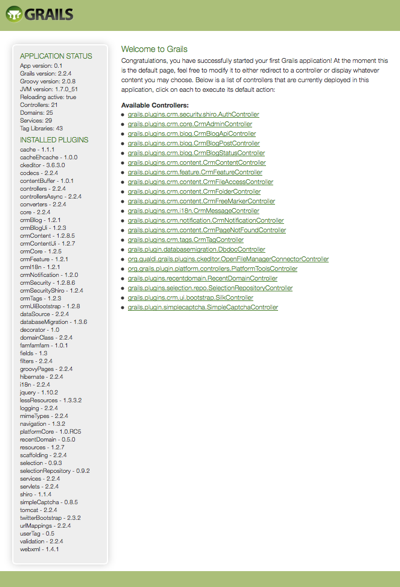 GRAILS
APPLICATION STATUS
App version: 0.1
Grails version: 2.2.4
Groovy version: 2.0.8
JVM version: 1.7.0_51
Reloading active: true
Controllers: 21
Domains: 25
Services: 29
Tag Libraries: 43
INSTALLED PLUGINS
cache - 1.1.1
cacheEhcache - 1.0.0
ckeditor - 3.6.3.0
codecs - 2.2.4
contentBuffer - 1.0.1
controllers - 2.2.4
controllersAsync - 2.2.4
converters - 2.2.4
core - 2.2.4
crmBlog - 1.2.1
crmBlogUi - 1.2.3
crmContent - 1.2.8.5
crmContentUi - 1.2.7
crmCore - 1.2.5
crmFeature - 1.2.1
crmI18n - 1.2.1
crmNotification - 1.2.0
crmSecurity - 1.2.8.6
crmSecurityShiro - 1.2.4
crmTags - 1.2.3
crmUiBootstrap - 1.2.8
dataSource - 2.2.4
databaseMigration - 1.3.6
decorator - 1.0
domainClass - 2.2.4
famfamfam - 1.0.1
fields - 1.3
filters - 2.2.4
groovyPages - 2.2.4
hibernate - 2.2.4
i18n - 2.2.4
jquery - 1.10.2
lessResources - 1.3.3.2
logging - 2.2.4
mimeTypes - 2.2.4
navigation - 1.3.2
platformCore - 1.0.RC5
recentDomain - 0.5.0
resources - 1.2.7
scaffolding - 2.2.4
selection - 0.9.3
selectionRepository - 0.9.2
services - 2.2.4
servlets - 2.2.4
shiro - 1.1.4
simpleCaptcha - 0.8.5
tomcat - 2.2.4
twitterBootstrap - 2.3.2
urlMappings - 2.2.4
userTag - 0.5
validation - 2.2.4
webxml - 1.4.1
Welcome to Grails
Congratulations, you have successfully started your first Grails application! At the moment this
is the default page, feel free to modify it to either redirect to a controller or display whatever
content you may choose. Below is a list of controllers that are currently deployed in this
application, click on each to execute its default action:
Available Controllers:
grails.plugins.crm.security.shiro.AuthController
grails.plugins.crm.core.CrmAdminController
grails.plugins.crm.blog.CrmBlogApiController
grails.plugins.crm.blog.CrmBlogPostController
grails.plugins.crm.blog.CrmBlogStatusController
grails.plugins.crm.content.CrmContentController
grails.plugins.crm.feature.CrmFeatureController
grails.plugins.crm.content.CrmFileAccessController
grails.plugins.crm.content.CrmFolderController
grails.plugins.crm.content.CrmFreeMarkerController
grails.plugins.crm.i18n.CrmMessageController
grails.plugins.crm.notification.CrmNotificationController
grails.plugins.crm.content.CrmPageNotFoundController
grails.plugins.crm.tags.CrmTagController
grails.plugin.databasemigration.DbdocController
org.qualdi.grails.plugins.ckeditor.OpenFileManagerConnectorController
org.grails.plugin.platform.controllers.PlatformToolsController
grails.plugins.recentdomain.RecentDomainController
grails.plugins.selection.repo.SelectionRepositoryController
grails.plugins.crm.ui.bootstrap.SilkController
grails.plugin.simplecaptcha.SimpleCaptchaController